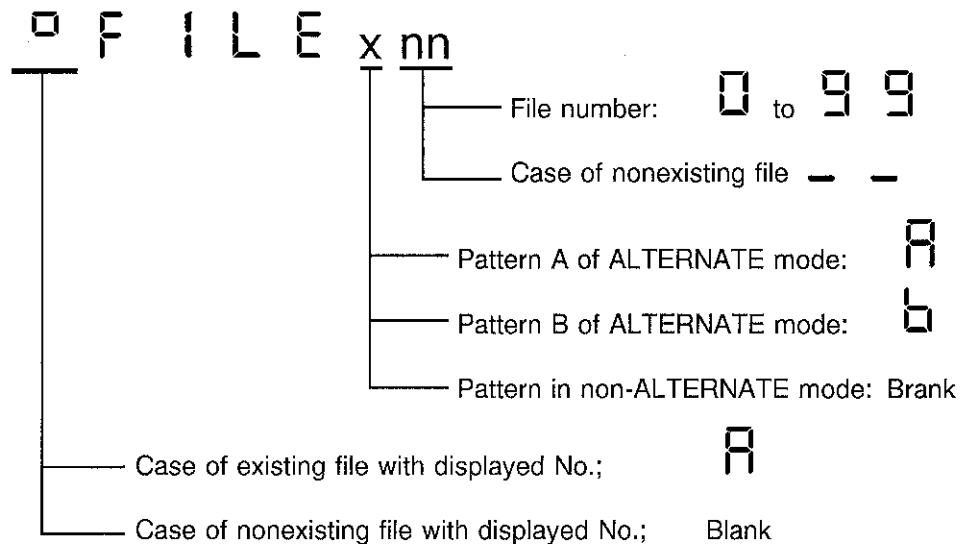 º F I L E x nn
File number: 0 to 9 9
Case of nonexisting file – –
Pattern A of ALTERNATE mode: A
Pattern B of ALTERNATE mode: b
Pattern in non-ALTERNATE mode: Brank
Case of existing file with displayed No.; A
Case of nonexisting file with displayed No.; Blank